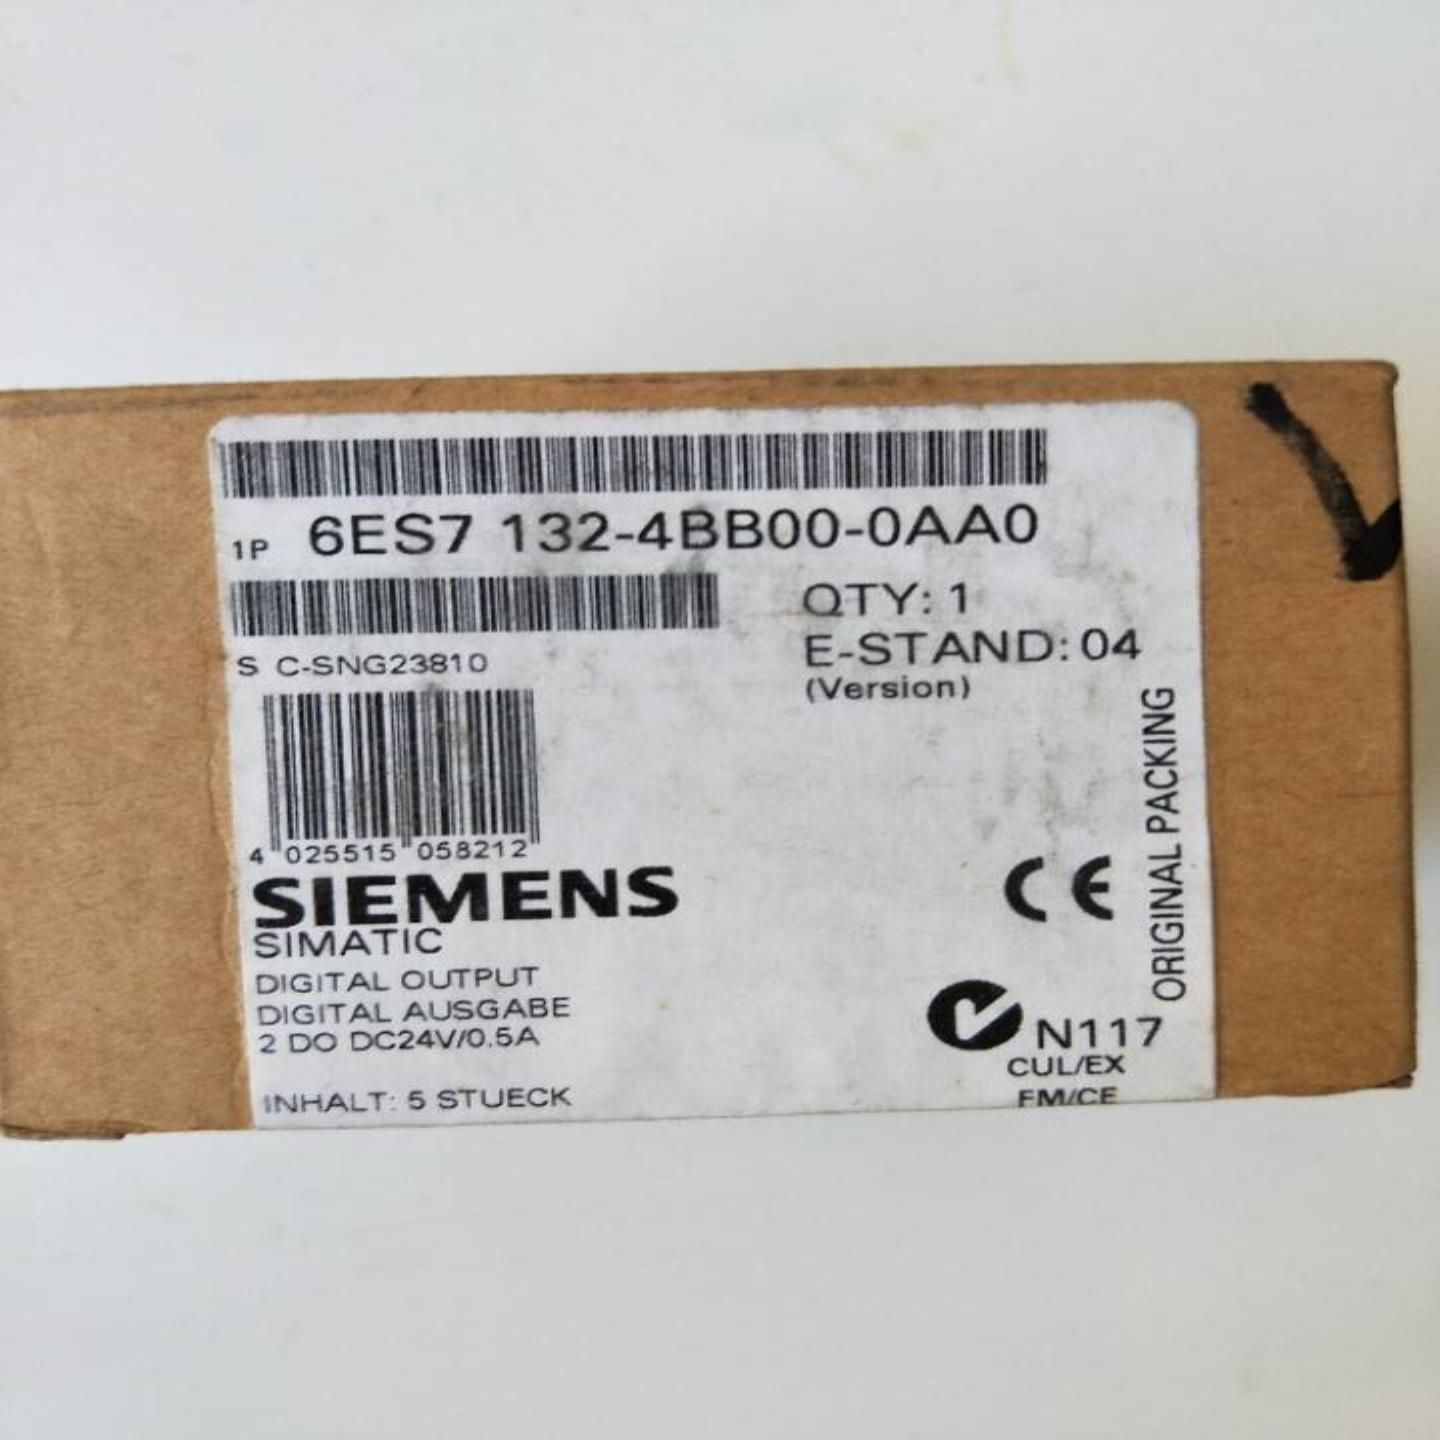 1P 6ES7 132-4BB00-0AA0
QTY: 1
E-STAND: 04
(Version)
S C-SNG23810
4 025515 058212
SIEMENS
SIMATIC
DIGITAL OUTPUT
DIGITAL AUSGABE
2 DO DC24V/0.5A
INHALT: 5 STUECK
CE
N117
CUL/EX
FM/CE
ORIGINAL PACKING